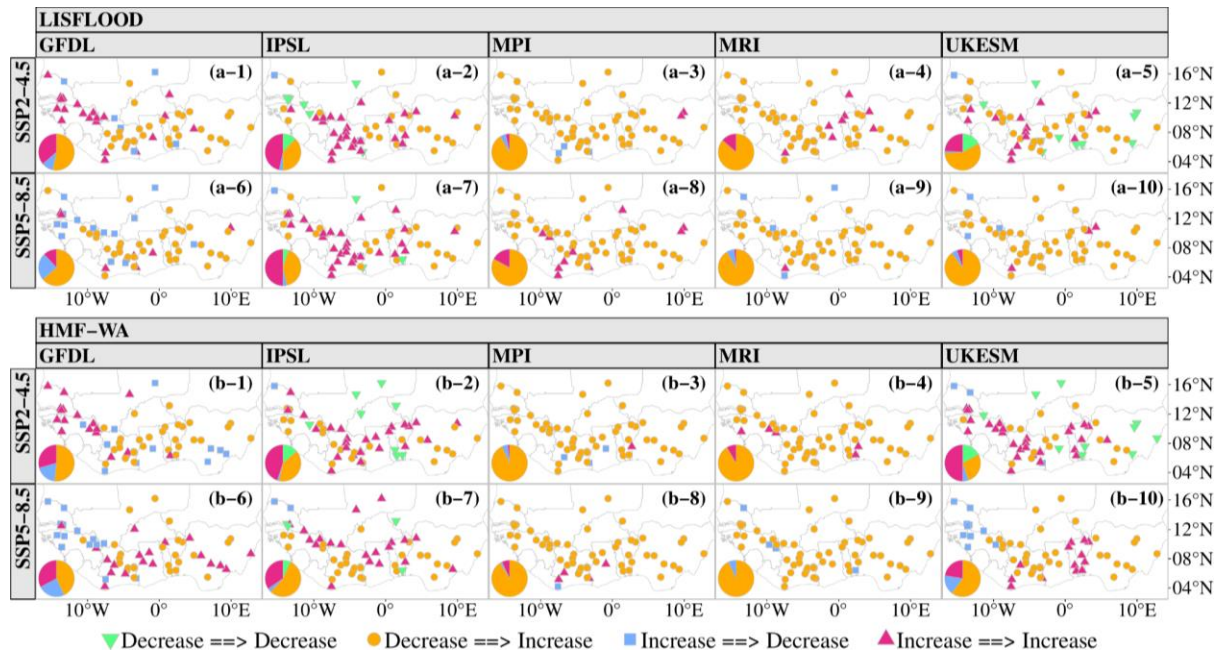 LISFLOOD
GFDL IPSL MPI MRI UKESM
SSP2−4.5
(a−1) (a−2) (a−3) (a−4) (a−5)
16°N
12°N
08°N
04°N
SSP5−8.5
(a−6) (a−7) (a−8) (a−9) (a−10)
16°N
12°N
08°N
04°N
10°W 0° 10°E 10°W 0° 10°E 10°W 0° 10°E 10°W 0° 10°E 10°W 0° 10°E
HMF−WA
GFDL IPSL MPI MRI UKESM
SSP2−4.5
(b−1) (b−2) (b−3) (b−4) (b−5)
16°N
12°N
08°N
04°N
SSP5−8.5
(b−6) (b−7) (b−8) (b−9) (b−10)
16°N
12°N
08°N
04°N
10°W 0° 10°E 10°W 0° 10°E 10°W 0° 10°E 10°W 0° 10°E 10°W 0° 10°E
Decrease ==> Decrease Decrease ==> Increase Increase ==> Decrease Increase ==> Increase